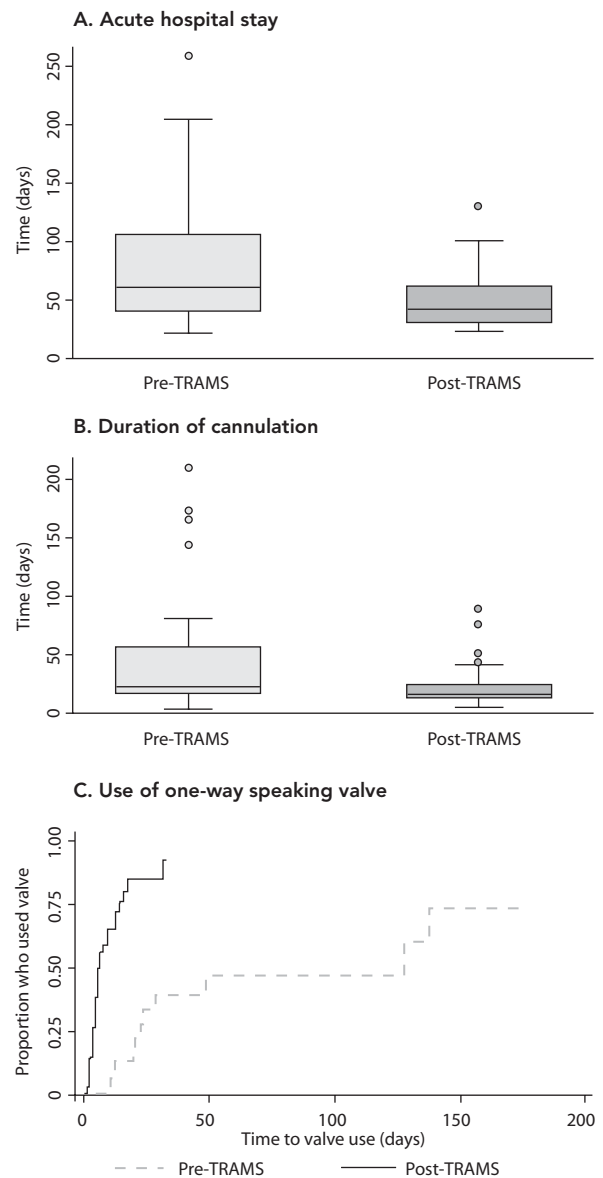 A. Acute hospital stay
Time (days)
250
200
150
100
50
0
Pre-TRAMS Post-TRAMS
B. Duration of cannulation
Time (days)
200
150
100
50
0
Pre-TRAMS Post-TRAMS
C. Use of one-way speaking valve
Proportion who used valve
1.00
0.75
0.50
0.25
0
0 50 100 150 200
Time to valve use (days)
Pre-TRAMS Post-TRAMS